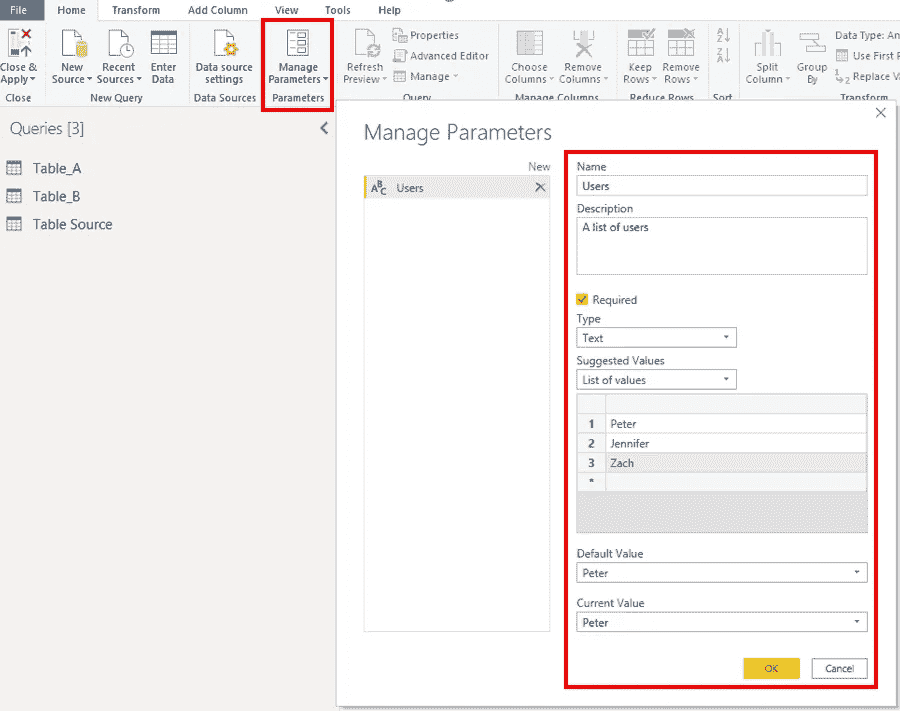 File Home Transform Add Column View Tools Help
Close & Apply
New Source
Recent Sources
Enter Data
Data source settings
Manage Parameters
Refresh Preview
Properties
Advanced Editor
Manage
Choose Columns
Remove Columns
Keep Rows
Remove Rows
Split Column
Group By
Data Type: An
Use First R
Replace Va
Close
New Query
Data Sources
Parameters
Query
Manage Columns
Reduce Rows
Sort
Transform
Queries [3]
Table_A
Table_B
Table Source
Manage Parameters
New
ABC Users
Name
Users
Description
A list of users
Required
Type
Text
Suggested Values
List of values
1 Peter
2 Jennifer
3 Zach
*
Default Value
Peter
Current Value
Peter
OK Cancel